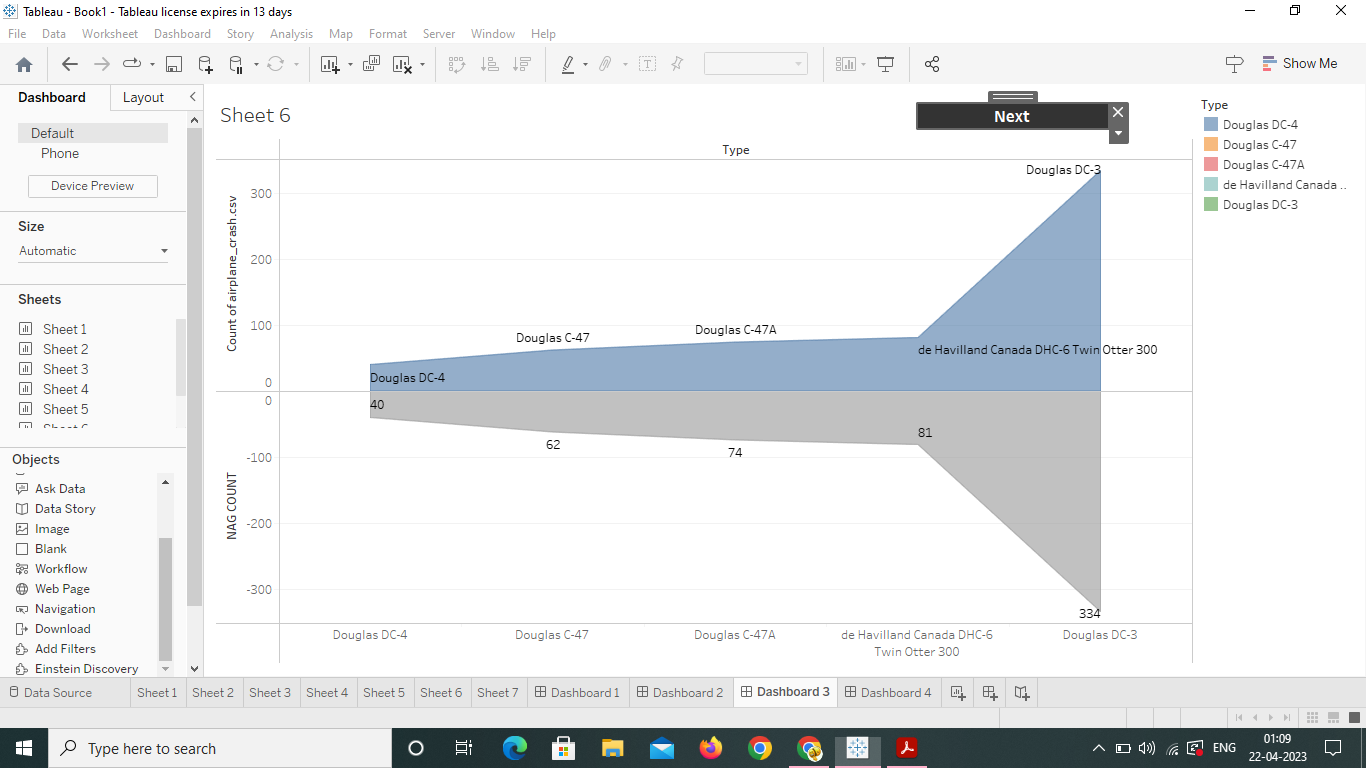 Tableau - Book1 - Tableau license expires in 13 days
File Data Worksheet Dashboard Story Analysis Map Format Server Window Help
Show Me
Dashboard Layout
Default
Phone
Device Preview
Size
Automatic
Sheets
Sheet 1
Sheet 2
Sheet 3
Sheet 4
Sheet 5
Objects
Ask Data
Data Story
Image
Blank
Workflow
Web Page
Navigation
Download
Add Filters
Einstein Discovery
Sheet 6
Next
Type
Count of airplane_crash.csv
300
200
100
0
Douglas DC-3
Douglas C-47
Douglas C-47A
de Havilland Canada DHC-6 Twin Otter 300
Douglas DC-4
NAG COUNT
0
-100
-200
-300
40
62
74
81
334
Douglas DC-4
Douglas C-47
Douglas C-47A
de Havilland Canada DHC-6
Twin Otter 300
Douglas DC-3
Type
Douglas DC-4
Douglas C-47
Douglas C-47A
de Havilland Canada ..
Douglas DC-3
Data Source Sheet 1 Sheet 2 Sheet 3 Sheet 4 Sheet 5 Sheet 6 Sheet 7 Dashboard 1 Dashboard 2 Dashboard 3 Dashboard 4
Type here to search
ENG
01:09
22-04-2023